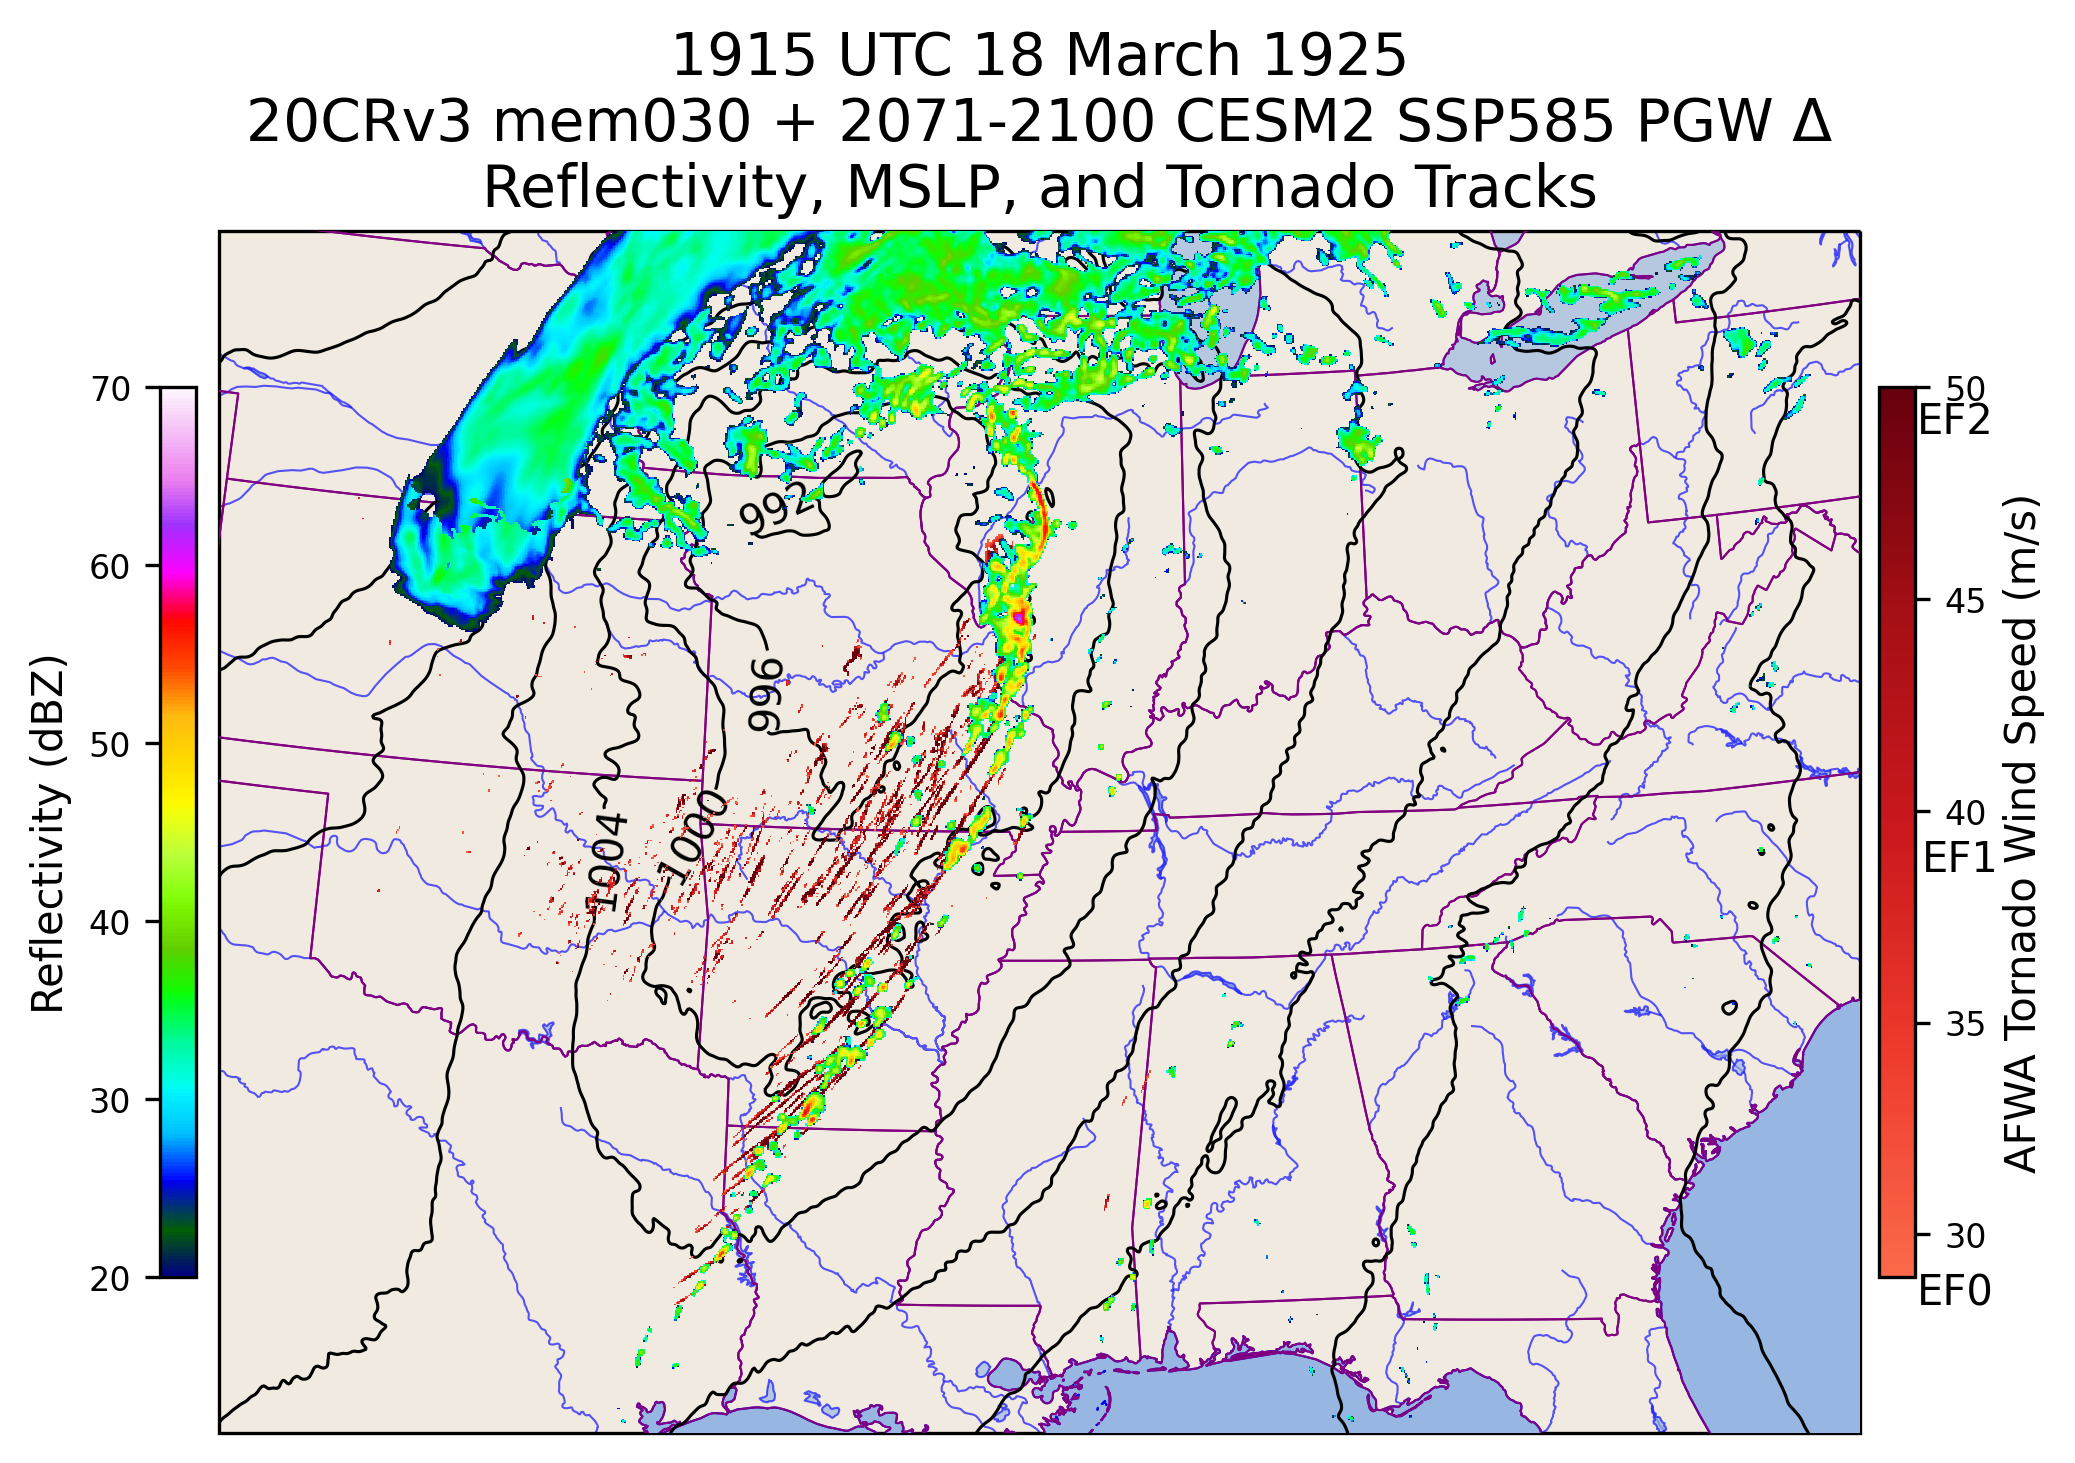 1915 UTC 18 March 1925
20CRv3 mem030 + 2071-2100 CESM2 SSP585 PGW Δ
Reflectivity, MSLP, and Tornado Tracks
70
60
50
40
30
20
Reflectivity (dBZ)
992
996
1000
1004
50
EF2
45
40
EF1
35
30
EF0
AFWA Tornado Wind Speed (m/s)